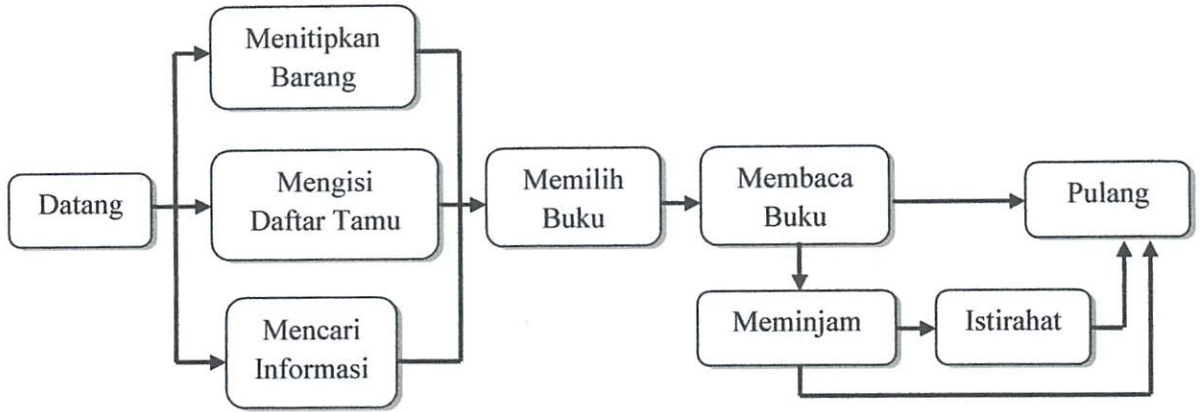 Datang
Menitipkan
Barang
Mengisi
Daftar Tamu
Mencari
Informasi
Memilih
Buku
Membaca
Buku
Meminjam
Istirahat
Pulang